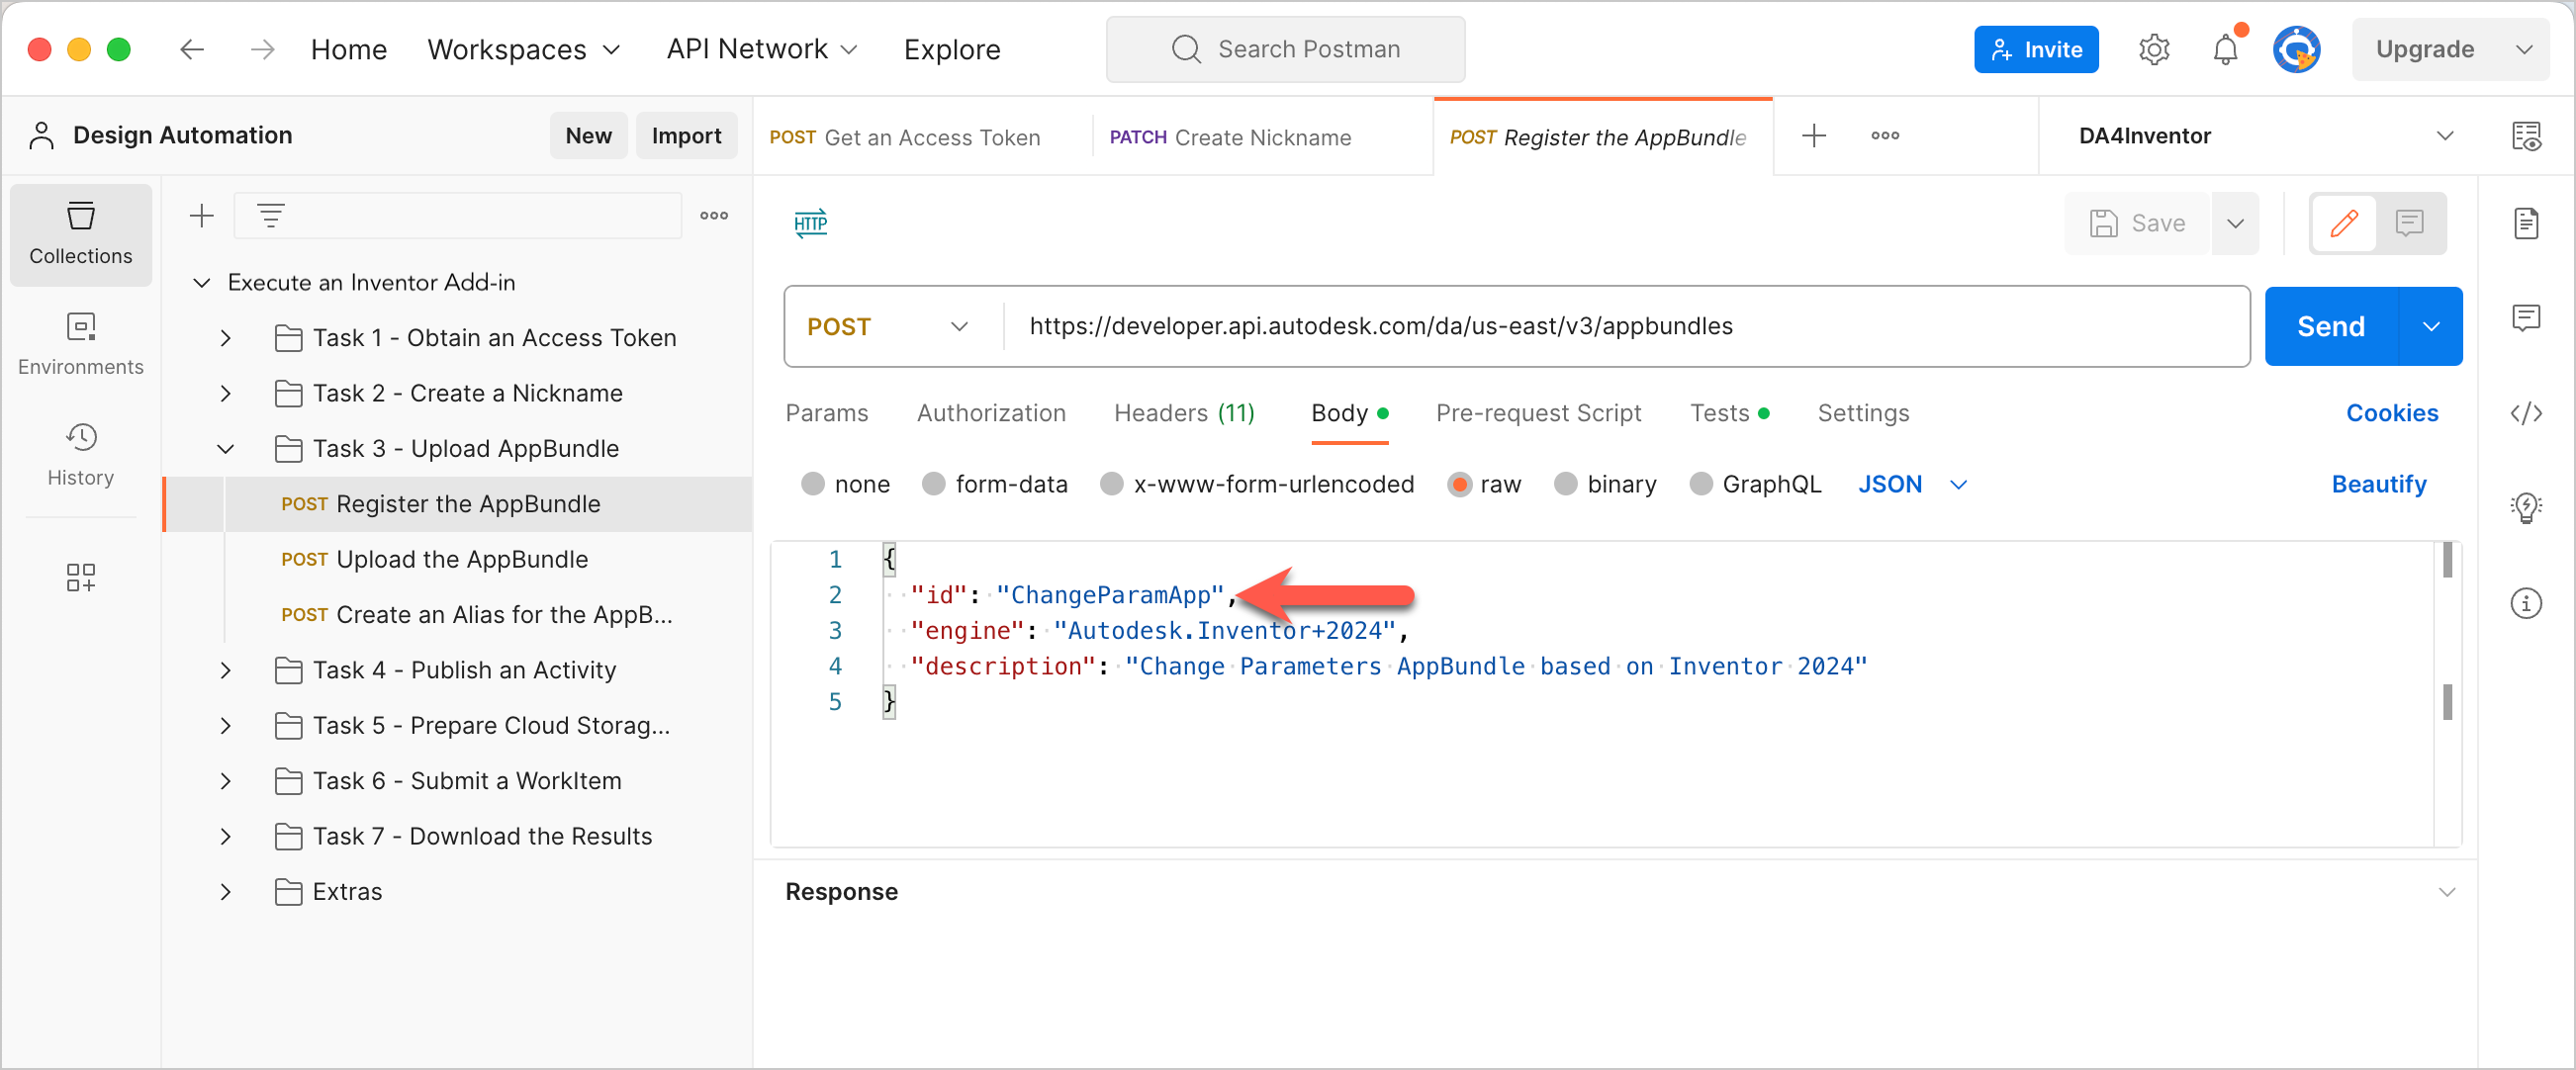 Home Workspaces API Network Explore Search Postman Invite Upgrade
Design Automation New Import
POST Get an Access Token PATCH Create Nickname POST Register the AppBundle DA4Inventor
Collections
Environments
History
Execute an Inventor Add-in
Task 1 - Obtain an Access Token
Task 2 - Create a Nickname
Task 3 - Upload AppBundle
POST Register the AppBundle
POST Upload the AppBundle
POST Create an Alias for the AppB...
Task 4 - Publish an Activity
Task 5 - Prepare Cloud Storag...
Task 6 - Submit a WorkItem
Task 7 - Download the Results
Extras
HTTP Save
POST https://developer.api.autodesk.com/da/us-east/v3/appbundles Send
Params Authorization Headers (11) Body Pre-request Script Tests Settings Cookies
none form-data x-www-form-urlencoded raw binary GraphQL JSON Beautify
1 {
2 "id": "ChangeParamApp",
3 "engine": "Autodesk.Inventor+2024",
4 "description": "Change Parameters AppBundle based on Inventor 2024"
5 }
Response